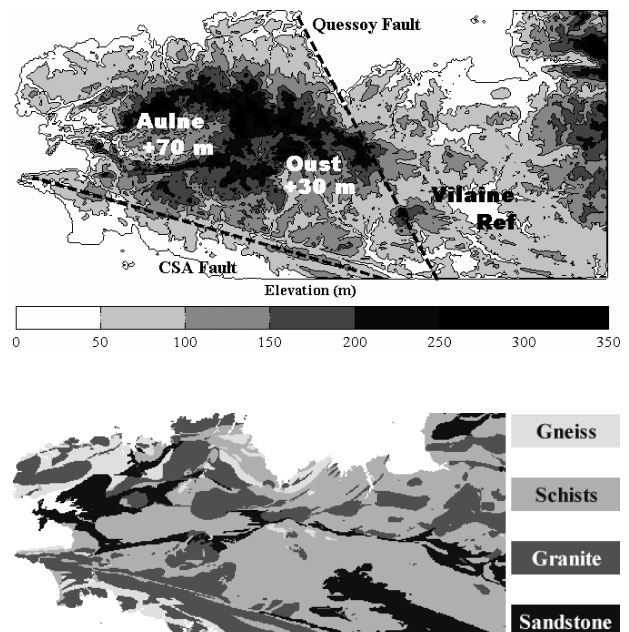 Quessoy Fault
Aulne
+70 m
Oust
+30 m
Vilaine
Ref
CSA Fault
Elevation (m)
0 50 100 150 200 250 300 350
Gneiss
Schists
Granite
Sandstone